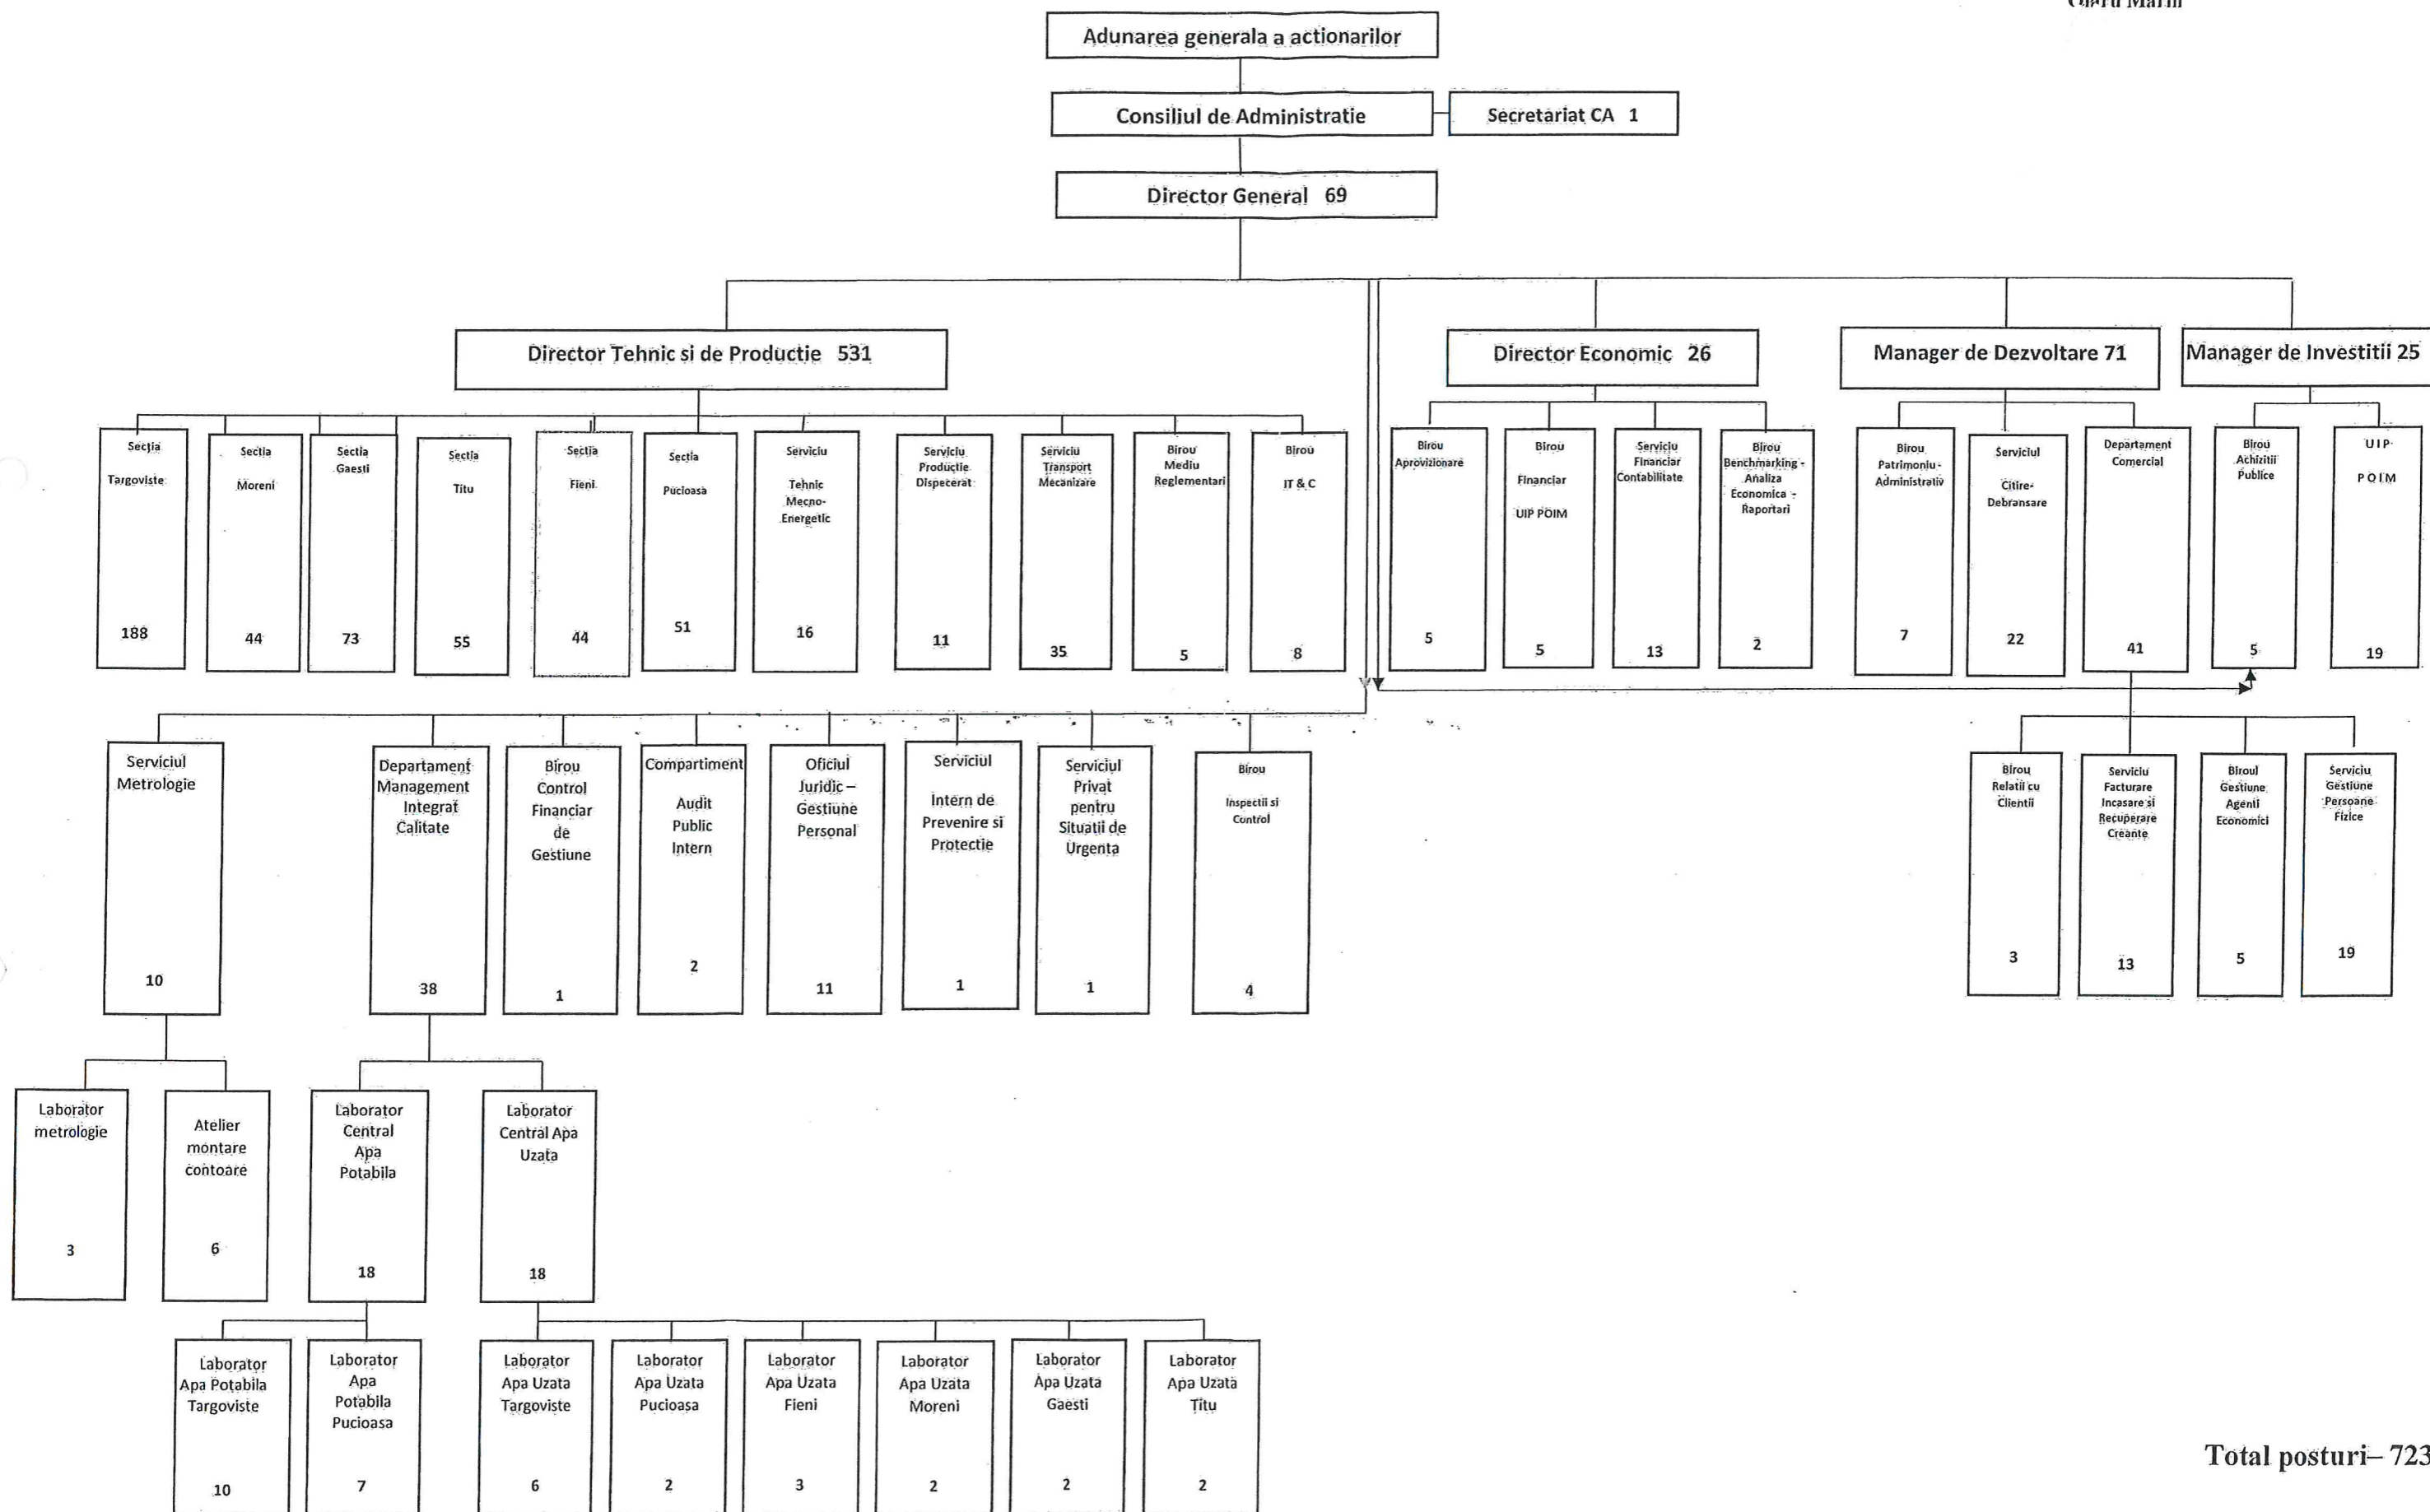 Adunarea generala a actionarilor
Consiliul de Administratie
Secretariat CA 1
Director General 69
Director Tehnic si de Productie 531
Director Economic 26
Manager de Dezvoltare 71
Manager de Investitii 25
Secția
Targoviste
188
Secția
Moreni
44
Secția
Gaesti
73
Secția
Titu
55
Secția
Fieni
44
Secția
Pucioasa
51
Serviciu
Tehnic
Mecno-
Energetic
16
Serviciu
Producție
Dispecerat
11
Serviciu
Transport
Mecanizare
35
Birou
Mediu
Reglementari
5
Birou
IT & C
8
Birou
Aprovizionare
5
Birou
Financiar
UIP POIM
5
Serviciu
Financiar
Contabilitate
13
Birou
Benchmarking -
Analiza
Economica -
Raportari
2
Birou
Patrimoniu -
Administrativ
7
Serviciul
Citire-
Debransare
22
Departament
Comercial
41
Birou
Achizitii
Publice
5
U I P
P O I M
19
Serviciul
Metrologie
10
Departament
Management
Integrat
Calitate
38
Birou
Control
Financiar
de
Gestiune
1
Compartiment
Audit
Public
Intern
2
Oficiul
Juridic –
Gestiune
Personal
11
Serviciul
Intern de
Prevenire si
Protectie
1
Serviciul
Privat
pentru
Situatii de
Urgenta
1
Birou
Inspectii si
Control
4
Birou
Relatii cu
Clientii
3
Serviciu
Facturare
Incasare si
Recuperare
Creante
13
Biroul
Gestiune
Agenti
Economici
5
Serviciu
Gestiune
Persoane
Fizice
19
Laborator
metrologie
3
Atelier
montare
contoare
6
Laborator
Central
Apa
Potabila
18
Laborator
Central Apa
Uzata
18
Laborator
Apa Potabila
Targoviste
10
Laborator
Apa
Potabila
Pucioasa
7
Laborator
Apa Uzata
Targoviste
6
Laborator
Apa Uzata
Pucioasa
2
Laborator
Apa Uzata
Fieni
3
Laborator
Apa Uzata
Moreni
2
Laborator
Apa Uzata
Gaesti
2
Laborator
Apa Uzata
Titu
2
Total posturi– 723